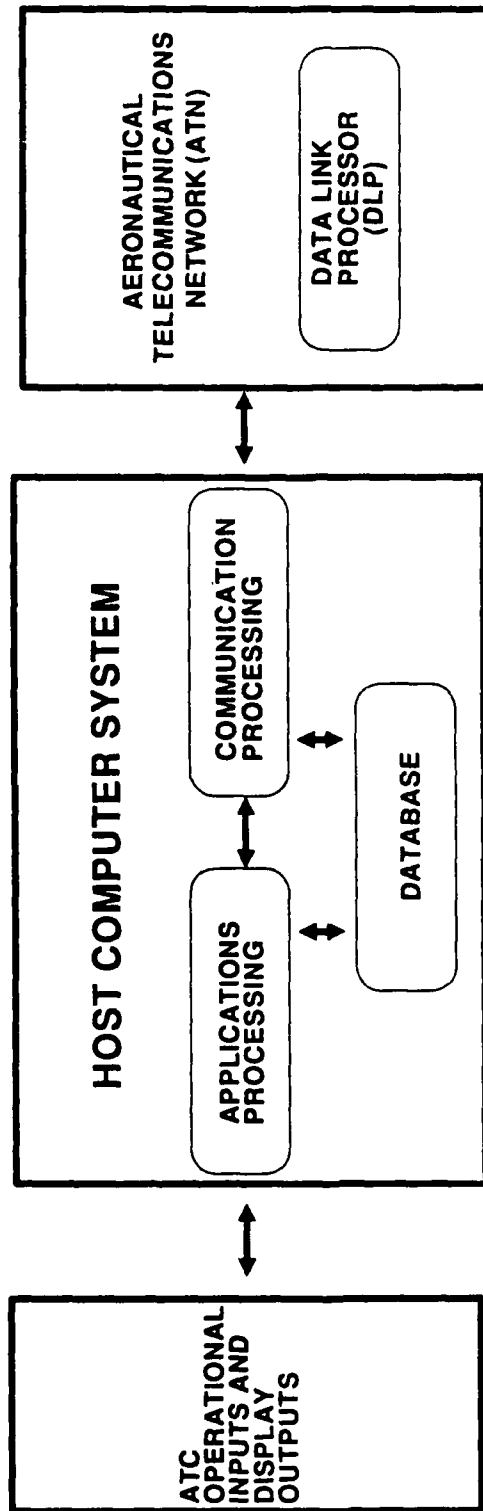 ATC
OPERATIONAL
INPUTS AND
DISPLAY
OUTPUTS
HOST COMPUTER SYSTEM
APPLICATIONS
PROCESSING
COMMUNICATION
PROCESSING
DATABASE
AERONAUTICAL
TELECOMMUNICATIONS
NETWORK (ATN)
DATA LINK
PROCESSOR
(DLP)